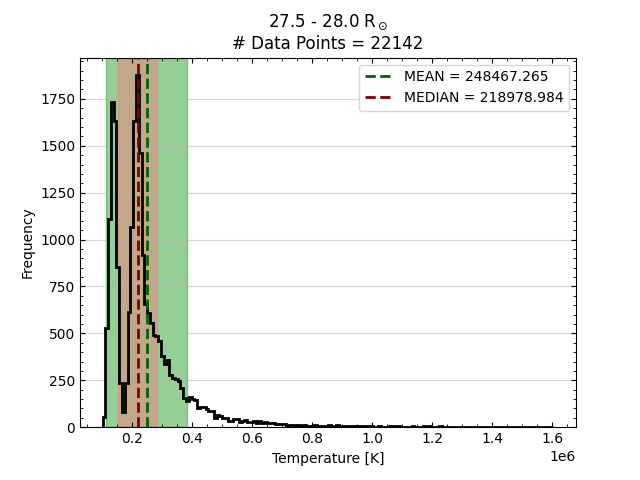 27.5 - 28.0 R⊙
# Data Points = 22142
MEAN = 248467.265
MEDIAN = 218978.984
Frequency
1750
1500
1250
1000
750
500
250
0
0.2 0.4 0.6 0.8 1.0 1.2 1.4 1.6
1e6
Temperature [K]